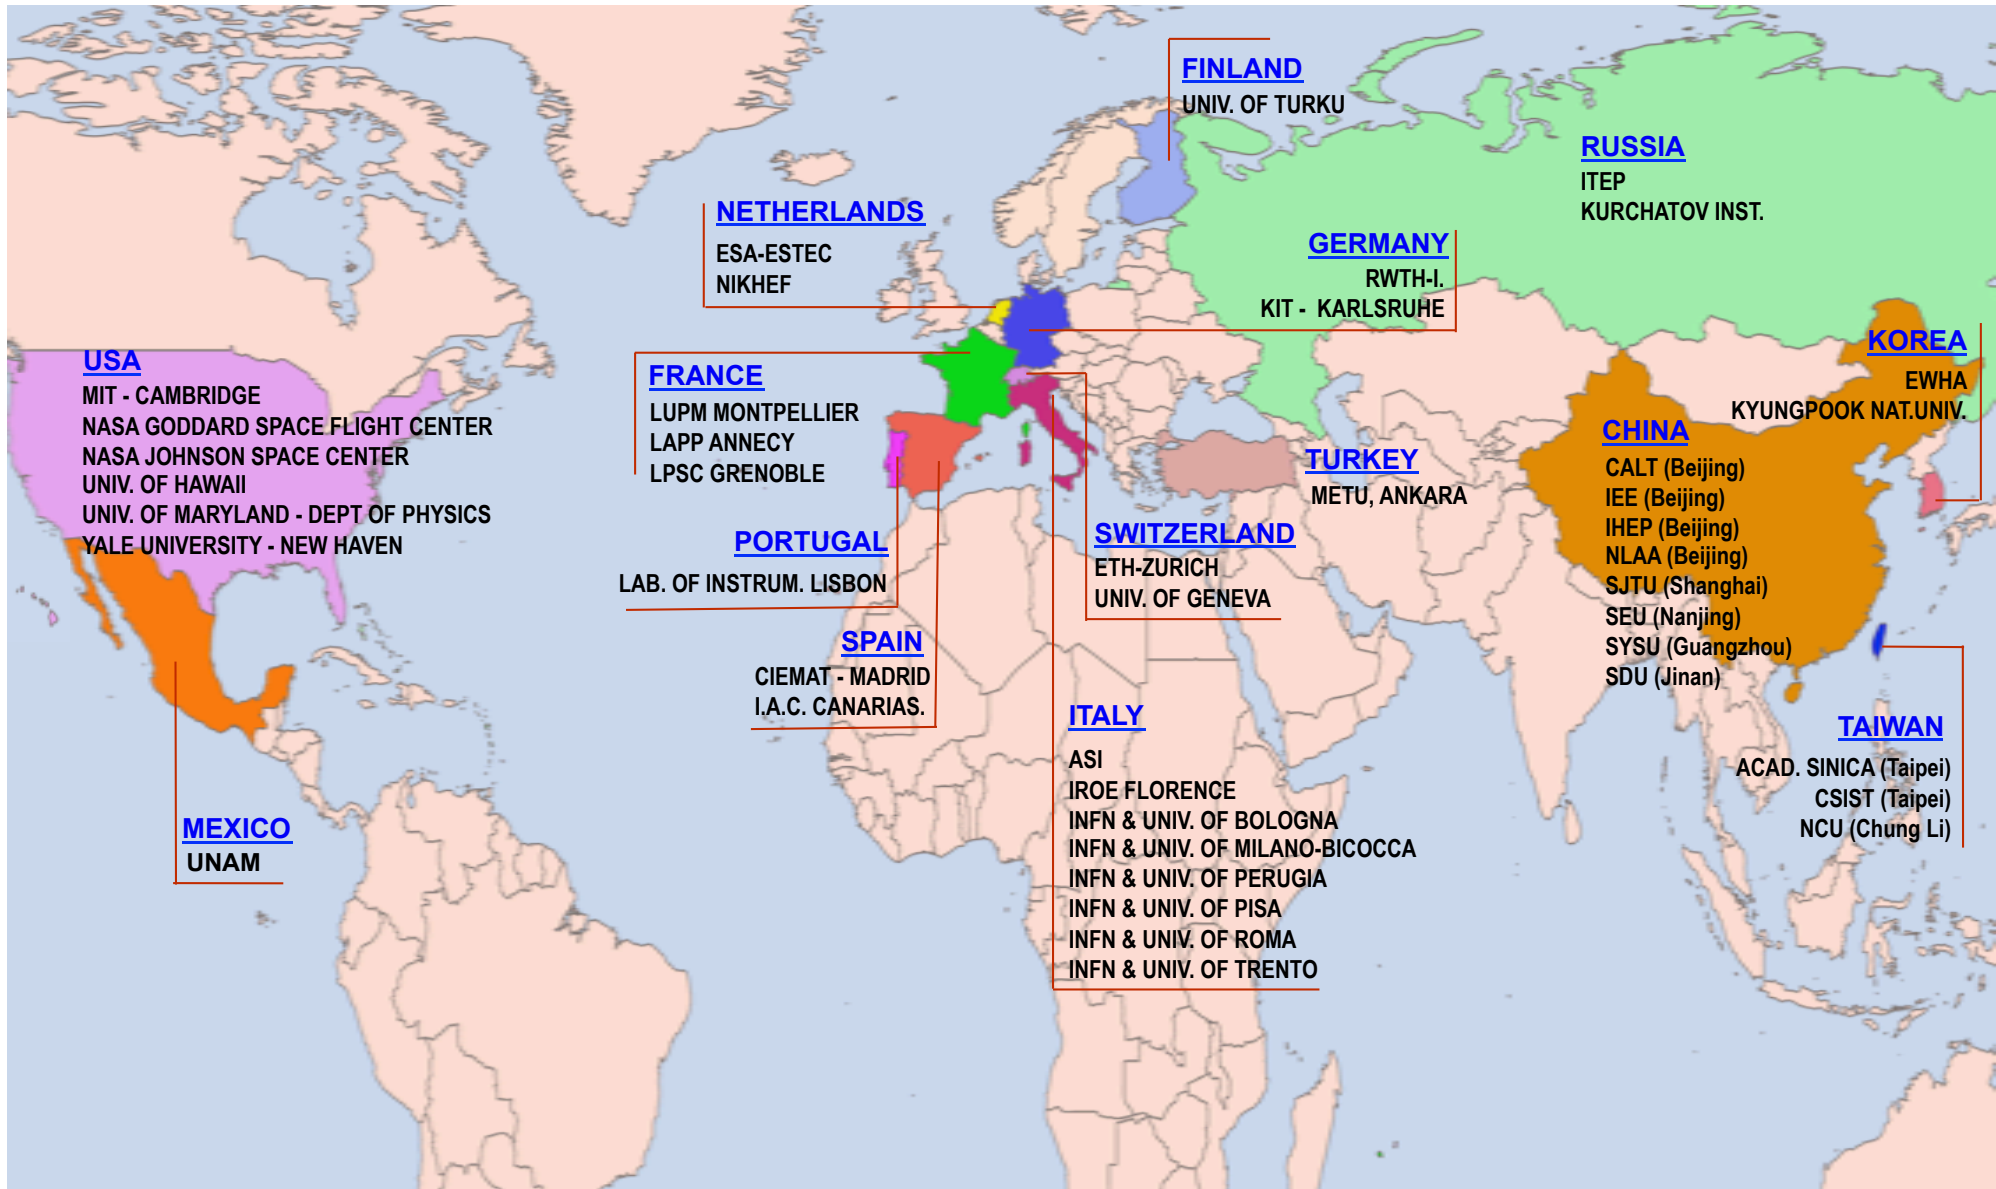 FINLAND
UNIV. OF TURKU
RUSSIA
ITEP
KURCHATOV INST.
NETHERLANDS
ESA-ESTEC
NIKHEF
GERMANY
RWTH-I.
KIT - KARLSRUHE
USA
MIT - CAMBRIDGE
NASA GODDARD SPACE FLIGHT CENTER
NASA JOHNSON SPACE CENTER
UNIV. OF HAWAII
UNIV. OF MARYLAND - DEPT OF PHYSICS
YALE UNIVERSITY - NEW HAVEN
FRANCE
LUPM MONTPELLIER
LAPP ANNECY
LPSC GRENOBLE
KOREA
EWHA
KYUNGPOOK NAT.UNIV.
TURKEY
METU, ANKARA
CHINA
CALT (Beijing)
IEE (Beijing)
IHEP (Beijing)
NLAA (Beijing)
SJTU (Shanghai)
SEU (Nanjing)
SYSU (Guangzhou)
SDU (Jinan)
PORTUGAL
LAB. OF INSTRUM. LISBON
SWITZERLAND
ETH-ZURICH
UNIV. OF GENEVA
SPAIN
CIEMAT - MADRID
I.A.C. CANARIAS.
ITALY
ASI
IROE FLORENCE
INFN & UNIV. OF BOLOGNA
INFN & UNIV. OF MILANO-BICOCCA
INFN & UNIV. OF PERUGIA
INFN & UNIV. OF PISA
INFN & UNIV. OF ROMA
INFN & UNIV. OF TRENTO
TAIWAN
ACAD. SINICA (Taipei)
CSIST (Taipei)
NCU (Chung Li)
MEXICO
UNAM